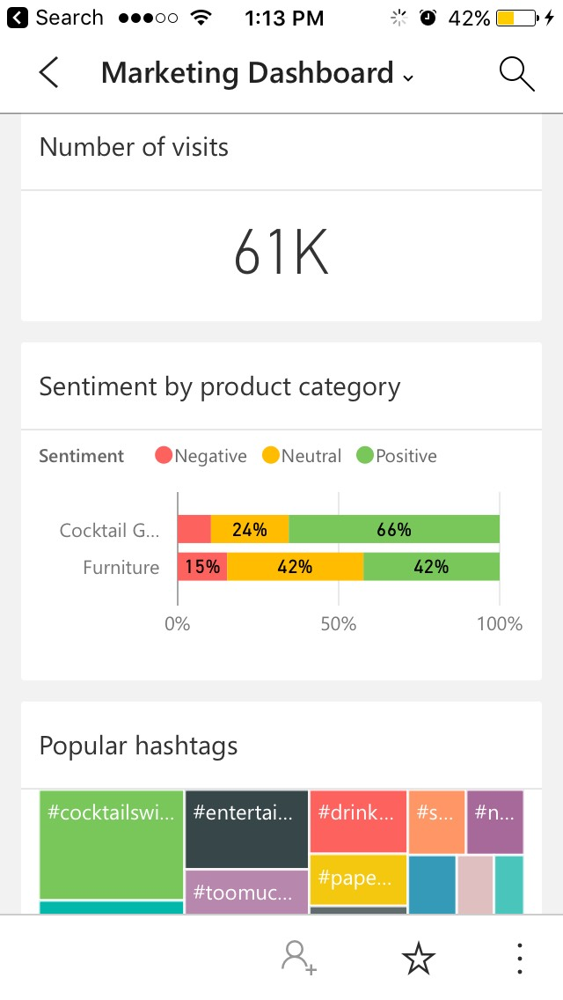 Search 1:13 PM 42%
Marketing Dashboard
Number of visits
61K
Sentiment by product category
Sentiment Negative Neutral Positive
Cocktail G... 24% 66%
Furniture 15% 42% 42%
0% 50% 100%
Popular hashtags
#cocktailswi... #entertai... #drink... #s... #n...
#pape...
#toomuc...